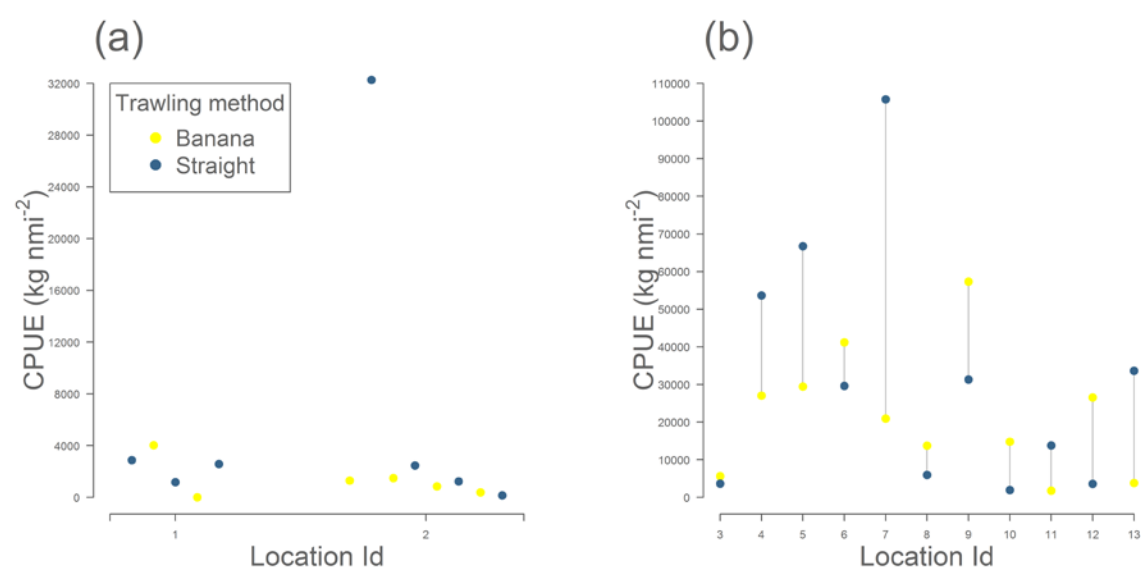 (a)
CPUE (kg nmi⁻²)
32000
28000
24000
20000
16000
12000
8000
4000
0
Trawling method
Banana
Straight
1 2
Location Id
(b)
CPUE (kg nmi⁻²)
110000
100000
90000
80000
70000
60000
50000
40000
30000
20000
10000
0
3 4 5 6 7 8 9 10 11 12 13
Location Id